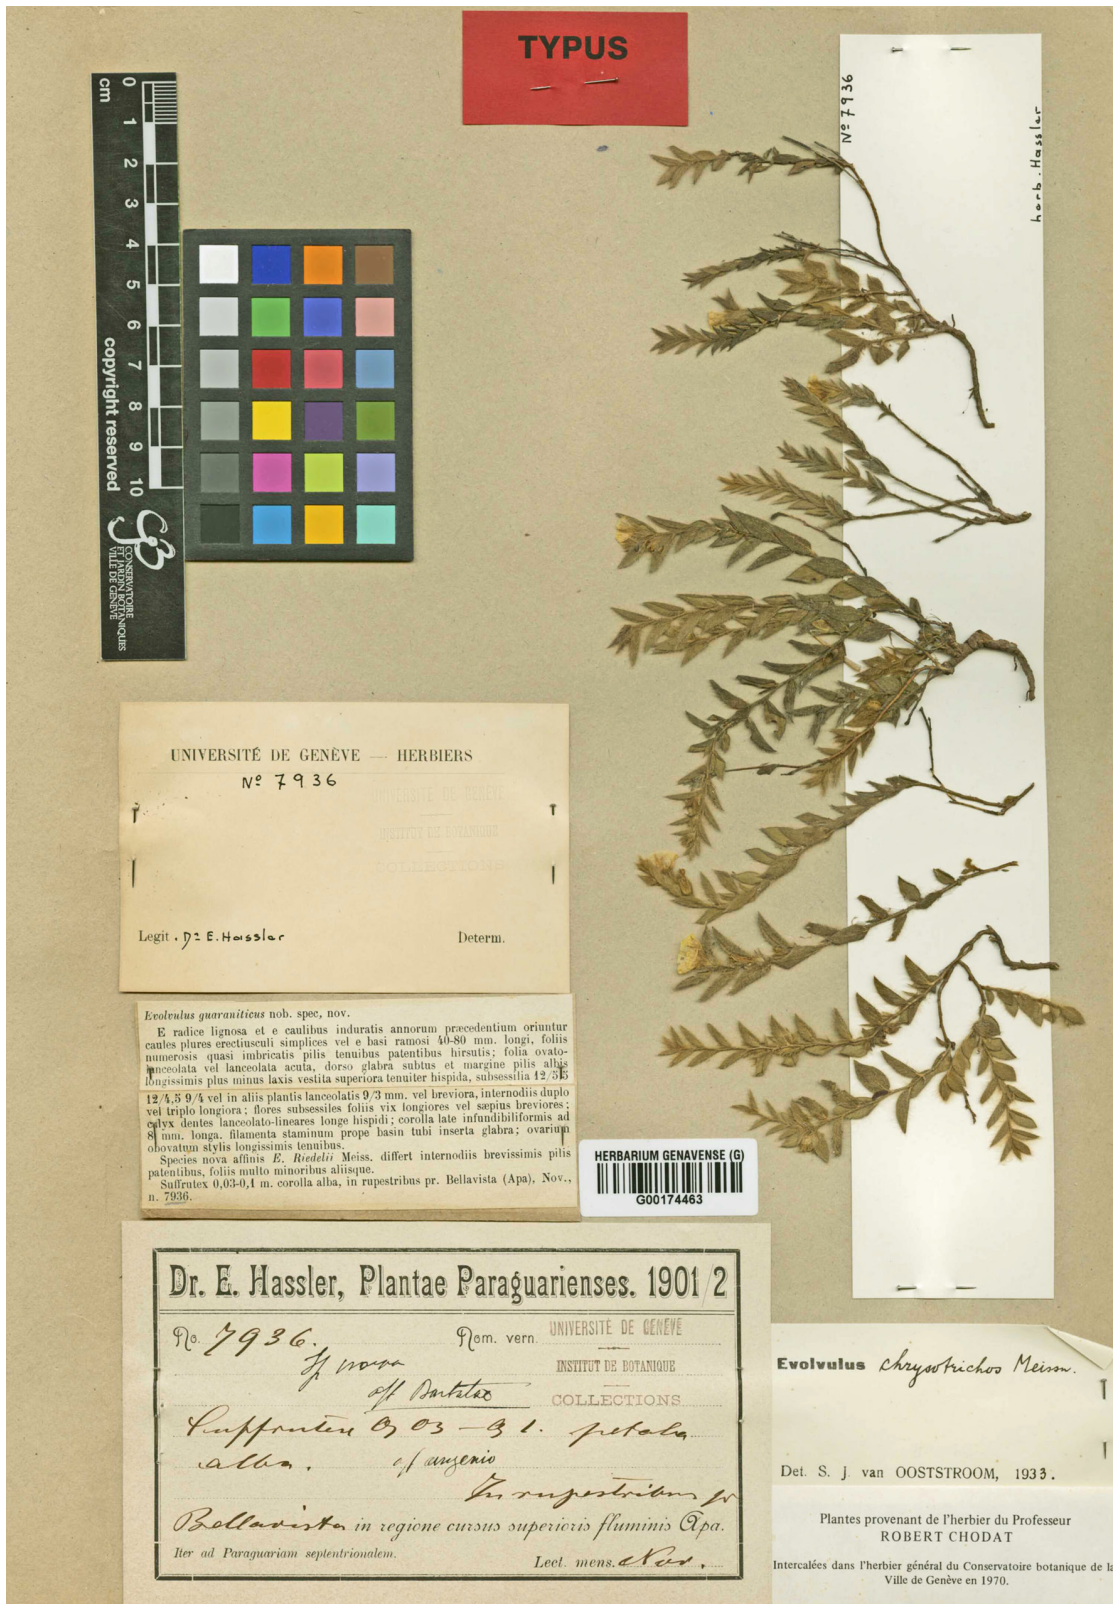 TYPUS
No 7936
herb. Hassler
cm
0 1 2 3 4 5 6 7 8 9 10
copyright reserved
CONSERVATOIRE
ET JARDIN BOTANIQUES
VILLE DE GENÈVE
UNIVERSITÉ DE GENÈVE — HERBIERS
No 7936
COLLECTIONS
Legit. Dr E. Hassler Determ.
Evolvulus guaraniticus nob. spec, nov.
E radice lignosa et e caulibus induratis annorum præcedentium oriuntur
caules plures erectiusculi simplices vel e basi ramosi 40-80 mm. longi, foliis
numerosis quasi imbricatis pilis tenuibus patentibus hirsutis; folia ovato-
lanceolata vel lanceolata acuta, dorso glabra subtus et margine pilis albis
longissimis plus minus laxis vestita superiora tenuiter hispida, subsessilia 12/5,5
12/4,5 9/4 vel in aliis plantis lanceolatis 9/3 mm. vel breviora, internodiis duplo
vel triplo longiora; flores subsessiles foliis vix longiores vel sæpius breviores;
calyx dentes lanceolato-lineares longe hispidi; corolla late infundibiliformis ad
8 mm. longa. filamenta staminum prope basin tubi inserta glabra; ovarium
obovatum stylis longissimis tenuibus.
Species nova affinis E. Riedelii Meiss. differt internodiis brevissimis pilis
patentibus, foliis multo minoribus aliisque.
Suffrutex 0,03-0,1 m. corolla alba, in rupestribus pr. Bellavista (Apa), Nov.,
n. 7936.
HERBARIUM GENAVENSE (G)
G00174463
Dr. E. Hassler, Plantae Paraguarienses. 1901/2
No. 7936. Nom. vern.
UNIVERSITÉ DE GENÈVE
INSTITUT DE BOTANIQUE
COLLECTIONS
Sp nova
aff
Suffrutex 0,03 – 0,1. petala
alba. aff
In rupestribus pr
Bellavista in regione cursus superioris fluminis Apa.
Iter ad Paraguariam septentrionalem.
Lect. mens. Nov.
Evolvulus chrysotrichos Meissn.
Det. S. J. van OOSTSTROOM, 1933.
Plantes provenant de l'herbier du Professeur
ROBERT CHODAT
Intercalées dans l'herbier général du Conservatoire botanique de la
Ville de Genève en 1970.